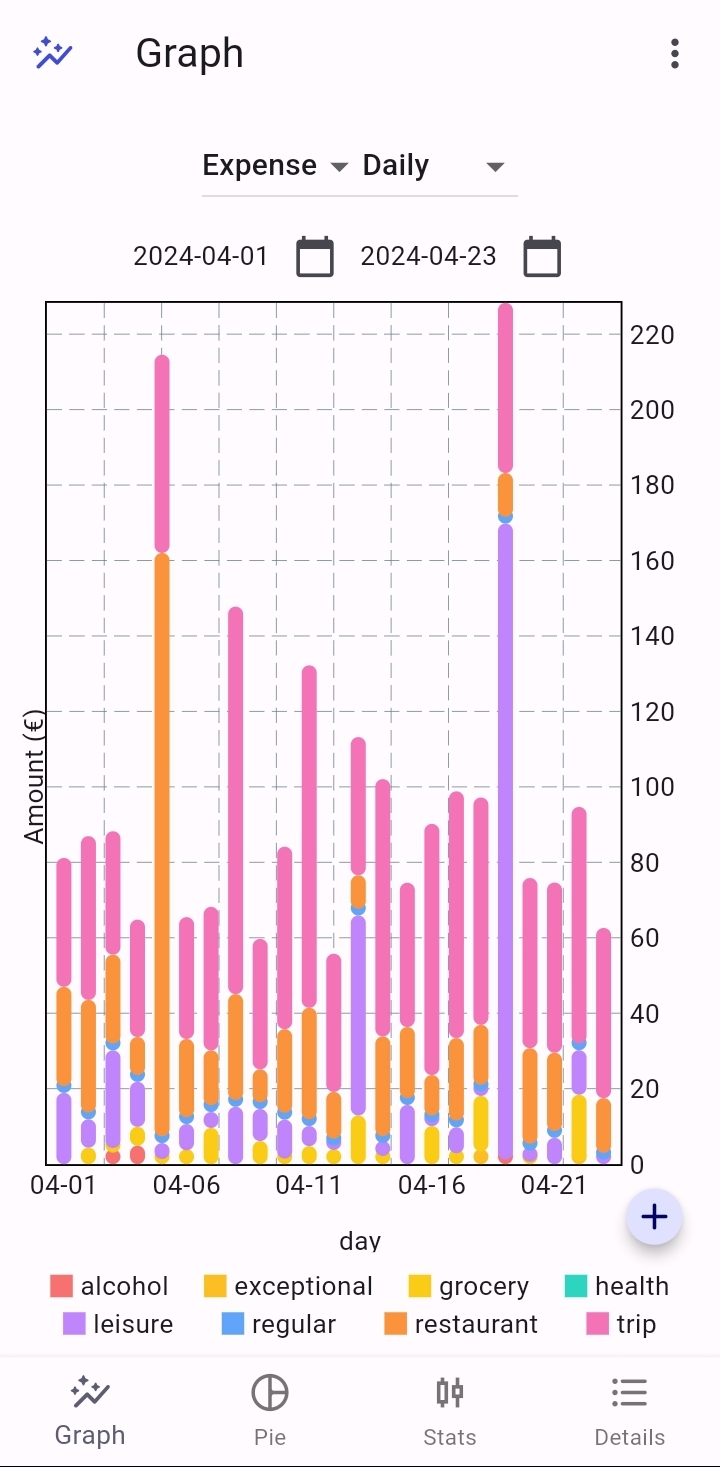 Graph
Expense Daily
2024-04-01 2024-04-23
220
200
180
160
140
120
100
80
60
40
20
0
Amount (€)
04-01 04-06 04-11 04-16 04-21
day
alcohol exceptional grocery health
leisure regular restaurant trip
Graph Pie Stats Details